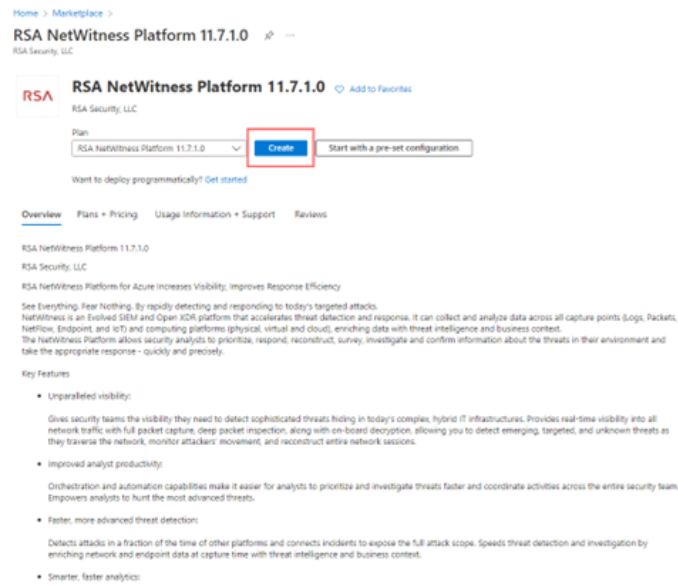 Home > Marketplace >
RSA NetWitness Platform 11.7.1.0
RSA Security, LLC
RSA
RSA NetWitness Platform 11.7.1.0 Add to Favorites
RSA Security, LLC
Plan
RSA NetWitness Platform 11.7.1.0 Create Start with a pre-set configuration
Want to deploy programmatically? Get started
Overview Plans + Pricing Usage Information + Support Reviews
RSA NetWitness Platform 11.7.1.0
RSA Security, LLC
RSA NetWitness Platform for Azure Increases Visibility, Improves Response Efficiency
See Everything. Fear Nothing. By rapidly detecting and responding to today's targeted attacks.
NetWitness is an Evolved SIEM and Open XDR platform that accelerates threat detection and response. It can collect and analyze data across all capture points (Logs, Packets,
NetFlow, Endpoint, and IoT) and computing platforms (physical, virtual and cloud), enriching data with threat intelligence and business context.
The NetWitness Platform allows security analysts to prioritize, respond, reconstruct, survey, investigate and confirm information about the threats in their environment and
take the appropriate response - quickly and precisely.
Key Features
• Unparalleled visibility:
Gives security teams the visibility they need to detect sophisticated threats hiding in today's complex, hybrid IT infrastructures. Provides real-time visibility into all
network traffic with full packet capture, deep packet inspection, along with on-board decryption, allowing you to detect emerging, targeted, and unknown threats as
they traverse the network, monitor attackers' movement, and reconstruct entire network sessions.
• Improved analyst productivity:
Orchestration and automation capabilities make it easier for analysts to prioritize and investigate threats faster and coordinate activities across the entire security team.
Empowers analysts to hunt the most advanced threats.
• Faster, more advanced threat detection:
Detects attacks in a fraction of the time of other platforms and connects incidents to expose the full attack scope. Speeds threat detection and investigation by
enriching network and endpoint data at capture time with threat intelligence and business context.
• Smarter, faster analytics: